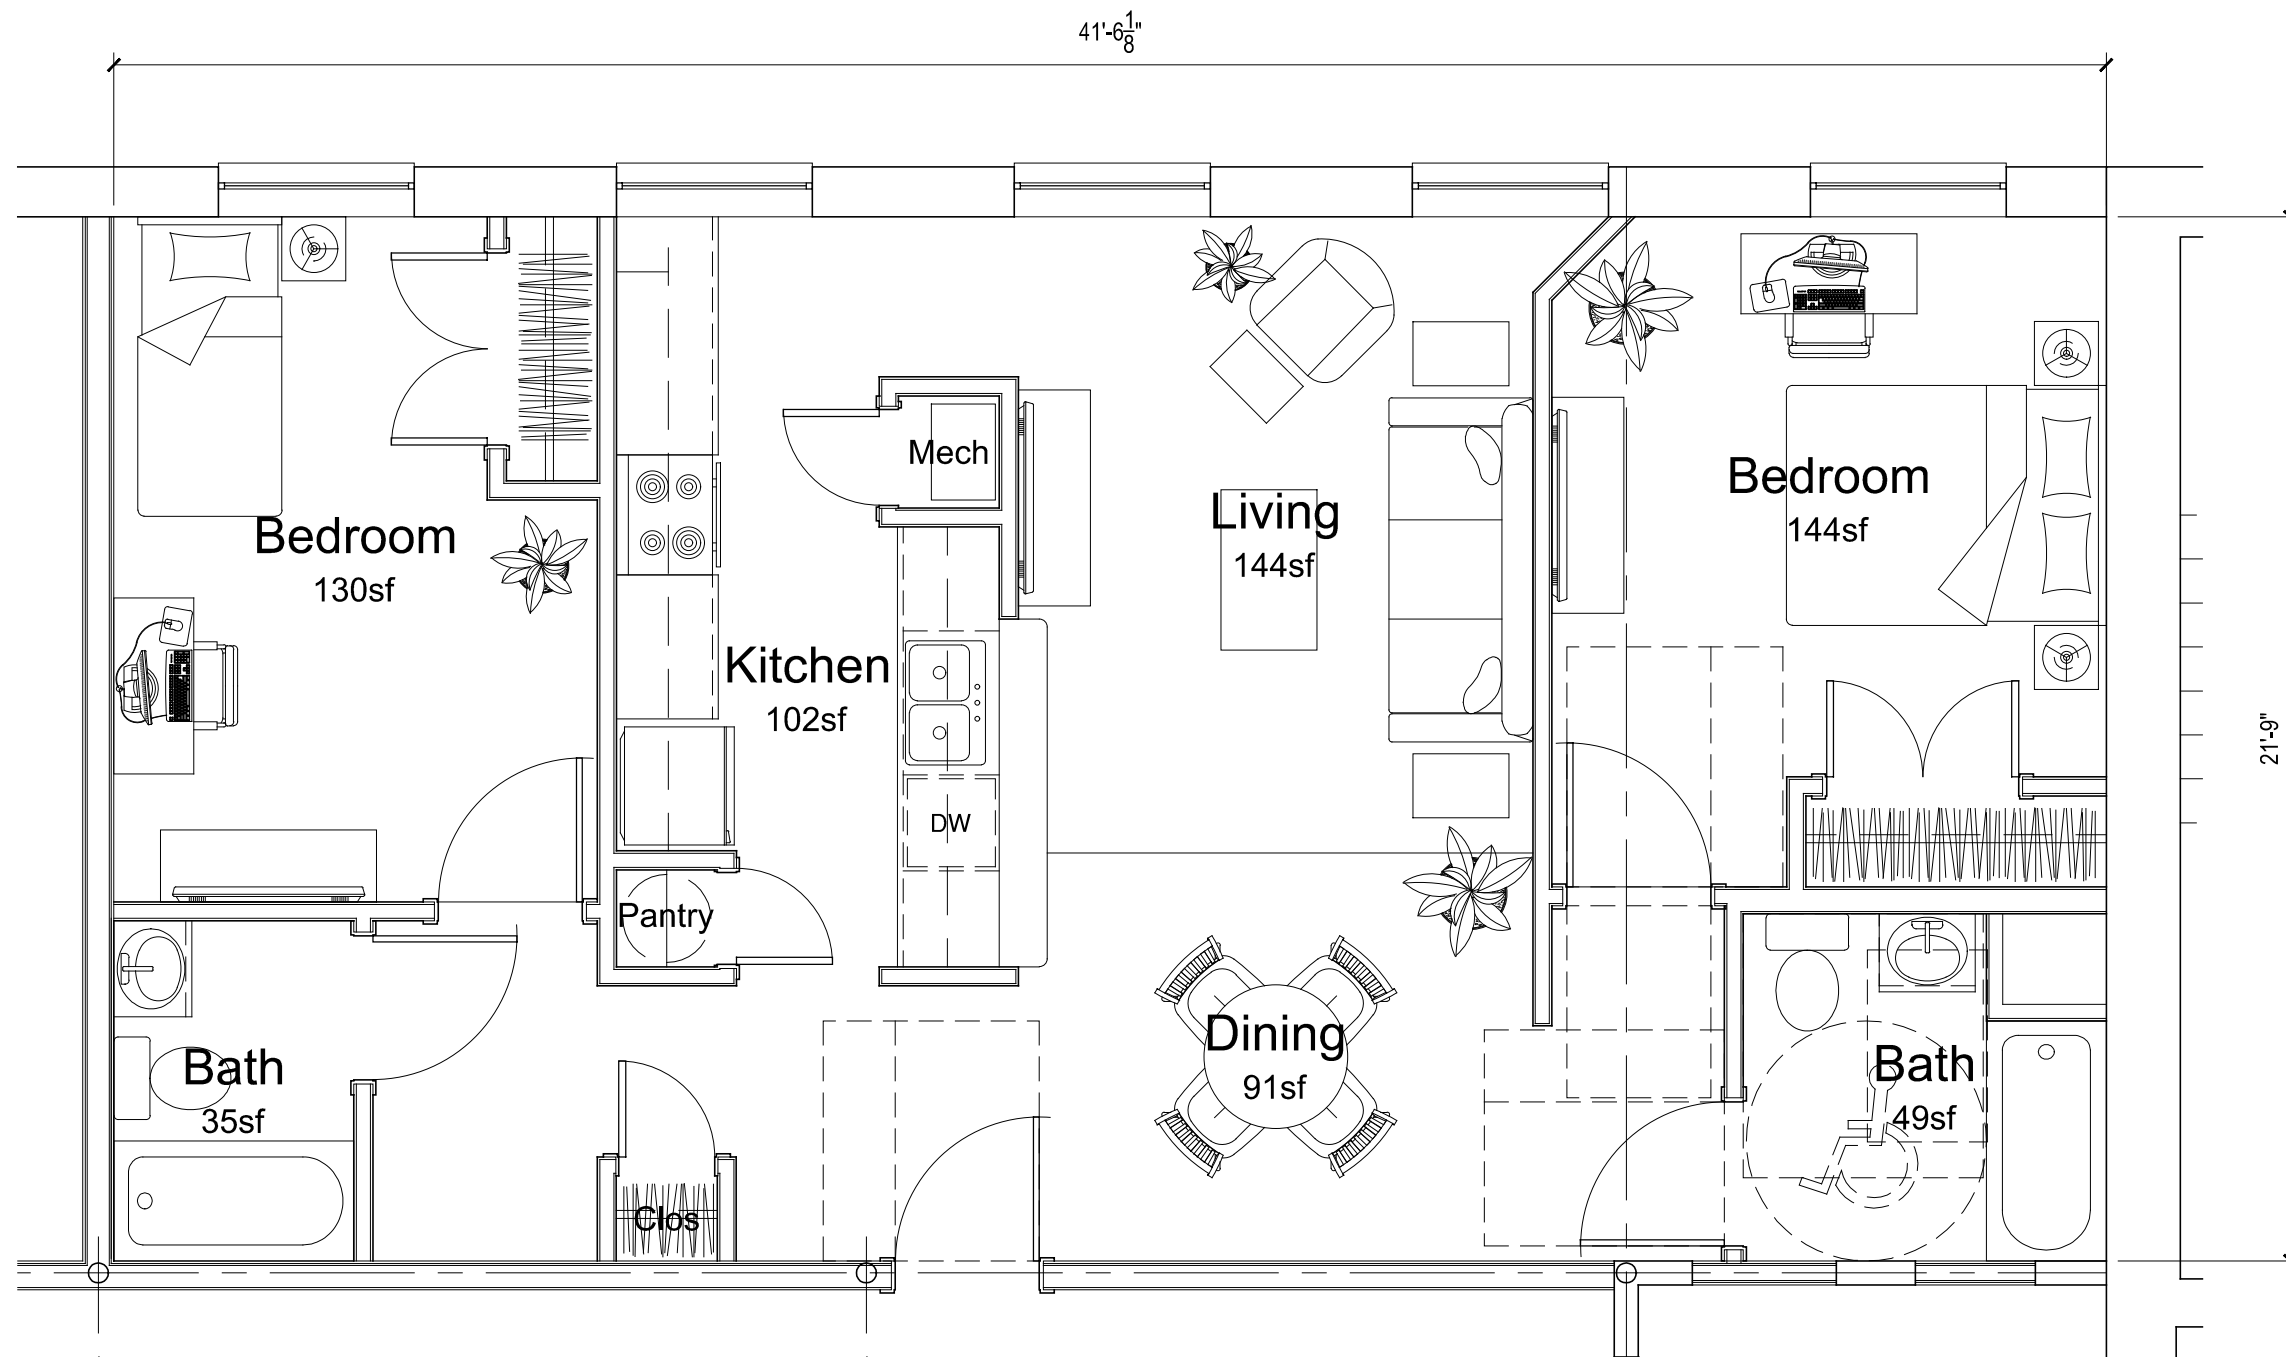 41'-6 1/8"
Mech
Bedroom
130sf
Living
144sf
Bedroom
144sf
Kitchen
102sf
DW
21'-9"
Pantry
Dining
91sf
Bath
35sf
Bath
49sf
Clos